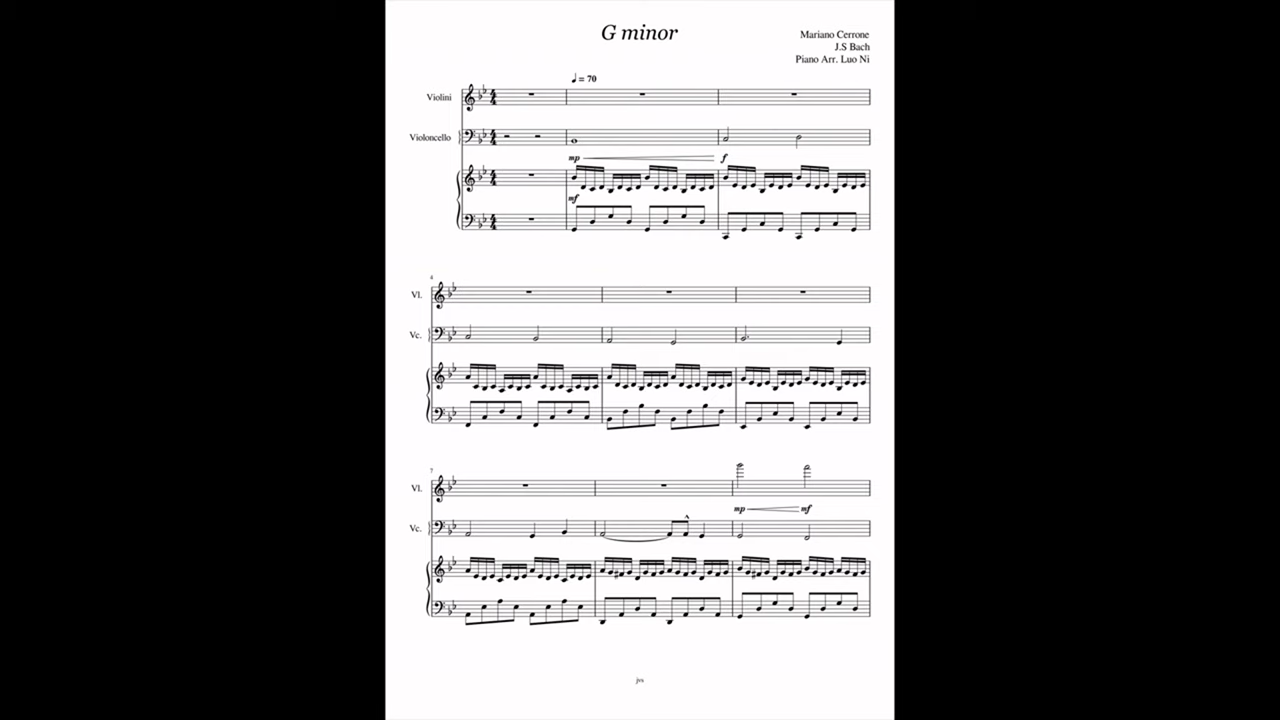 G minor
Mariano Cerrone
J.S Bach
Piano Arr. Luo Ni
♩ = 70
Violini
Violoncello
mp
f
mf
4
Vl.
Vc.
7
Vl.
Vc.
mp
mf
jvs